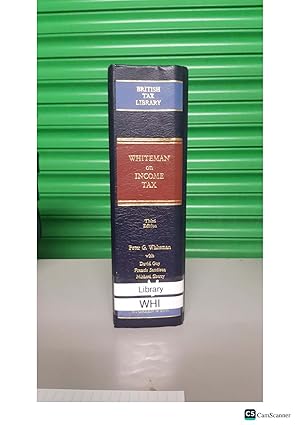 BRITISH
TAX
LIBRARY
WHITEMAN
on
INCOME
TAX
Third
Edition
Peter G. Whiteman
with
David Goy
Francis Sandison
Michael Sherry
Library
WHI
CS CamScanner